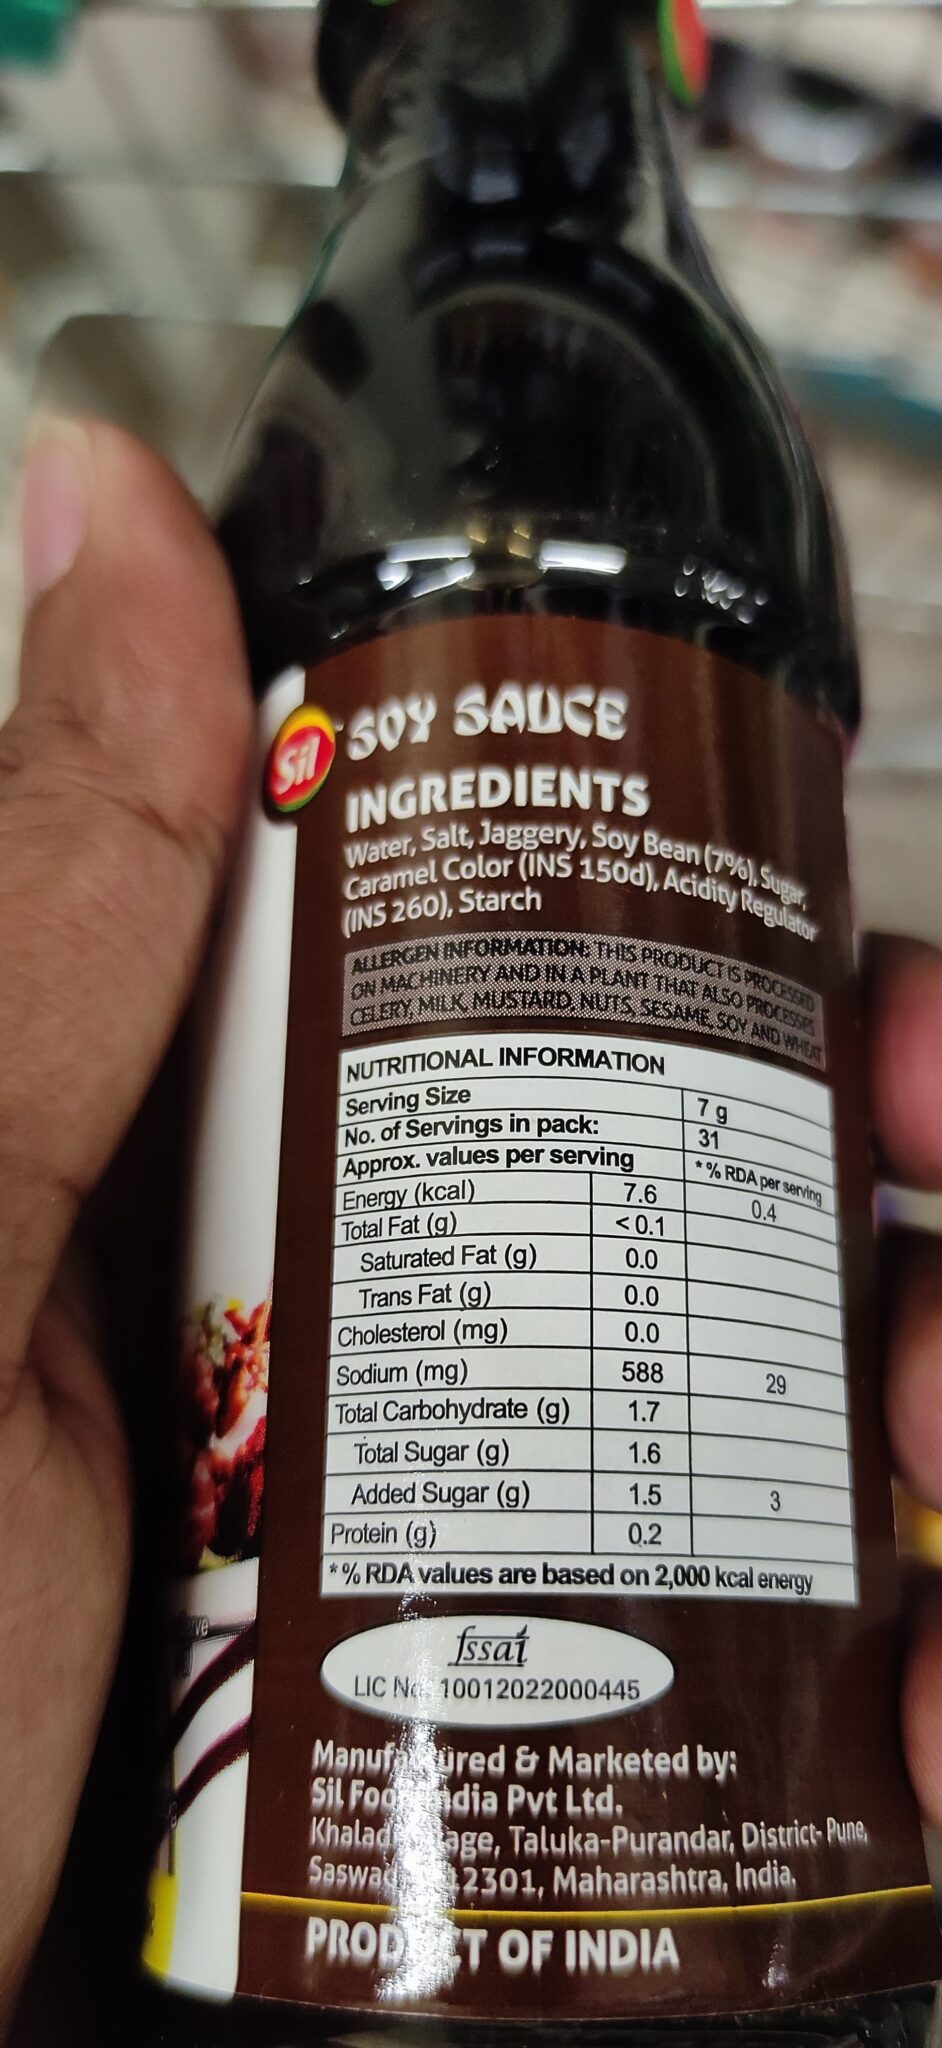 Sil SOY SAUCE
INGREDIENTS
Water, Salt, Jaggery, Soy Bean (7%), Sugar,
Caramel Color (INS 150d), Acidity Regulator
(INS 260), Starch
ALLERGEN INFORMATION: THIS PRODUCT IS PROCESSED
ON MACHINERY AND IN A PLANT THAT ALSO PROCESSES
CELERY, MILK, MUSTARD, NUTS, SESAME, SOY AND WHEAT
NUTRITIONAL INFORMATION
Serving Size 7 g
No. of Servings in pack: 31
Approx. values per serving *% RDA per serving
Energy (kcal) 7.6 0.4
Total Fat (g) <0.1
Saturated Fat (g) 0.0
Trans Fat (g) 0.0
Cholesterol (mg) 0.0
Sodium (mg) 588 29
Total Carbohydrate (g) 1.7
Total Sugar (g) 1.6
Added Sugar (g) 1.5 3
Protein (g) 0.2
*% RDA values are based on 2,000 kcal energy
fssai
LIC No. 10012022000445
Manufactured & Marketed by:
Sil Food India Pvt Ltd.
Taluka-Purandar, District- Pune,
Maharashtra, India.
PRODUCT OF INDIA